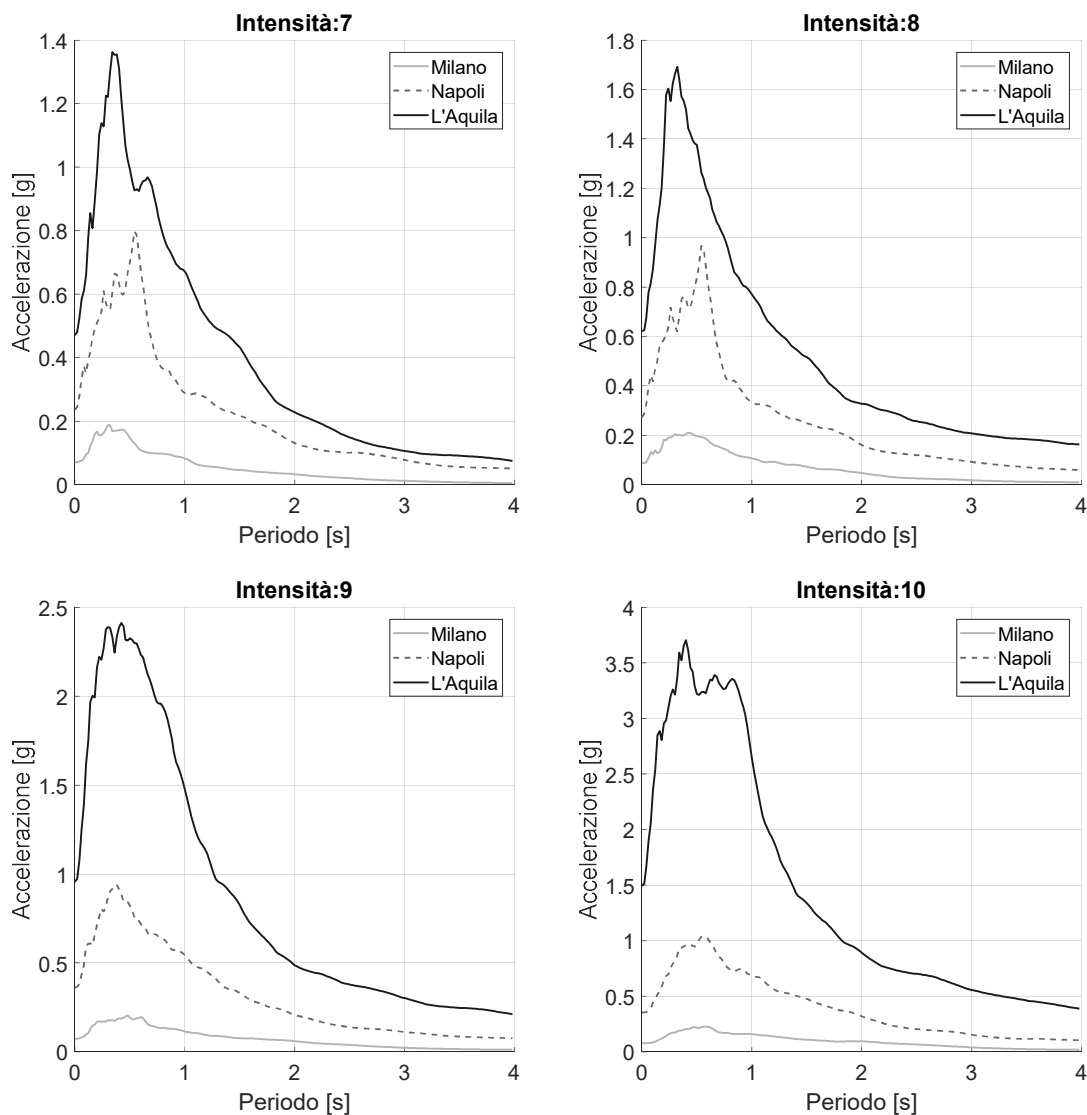 Intensità:7
Accelerazione [g]
1.4
1.2
1
0.8
0.6
0.4
0.2
0
0
1
2
3
4
Periodo [s]
Milano
Napoli
L'Aquila
Intensità:8
Accelerazione [g]
1.8
1.6
1.4
1.2
1
0.8
0.6
0.4
0.2
0
0
1
2
3
4
Periodo [s]
Milano
Napoli
L'Aquila
Intensità:9
Accelerazione [g]
2.5
2
1.5
1
0.5
0
0
1
2
3
4
Periodo [s]
Milano
Napoli
L'Aquila
Intensità:10
Accelerazione [g]
4
3.5
3
2.5
2
1.5
1
0.5
0
0
1
2
3
4
Periodo [s]
Milano
Napoli
L'Aquila